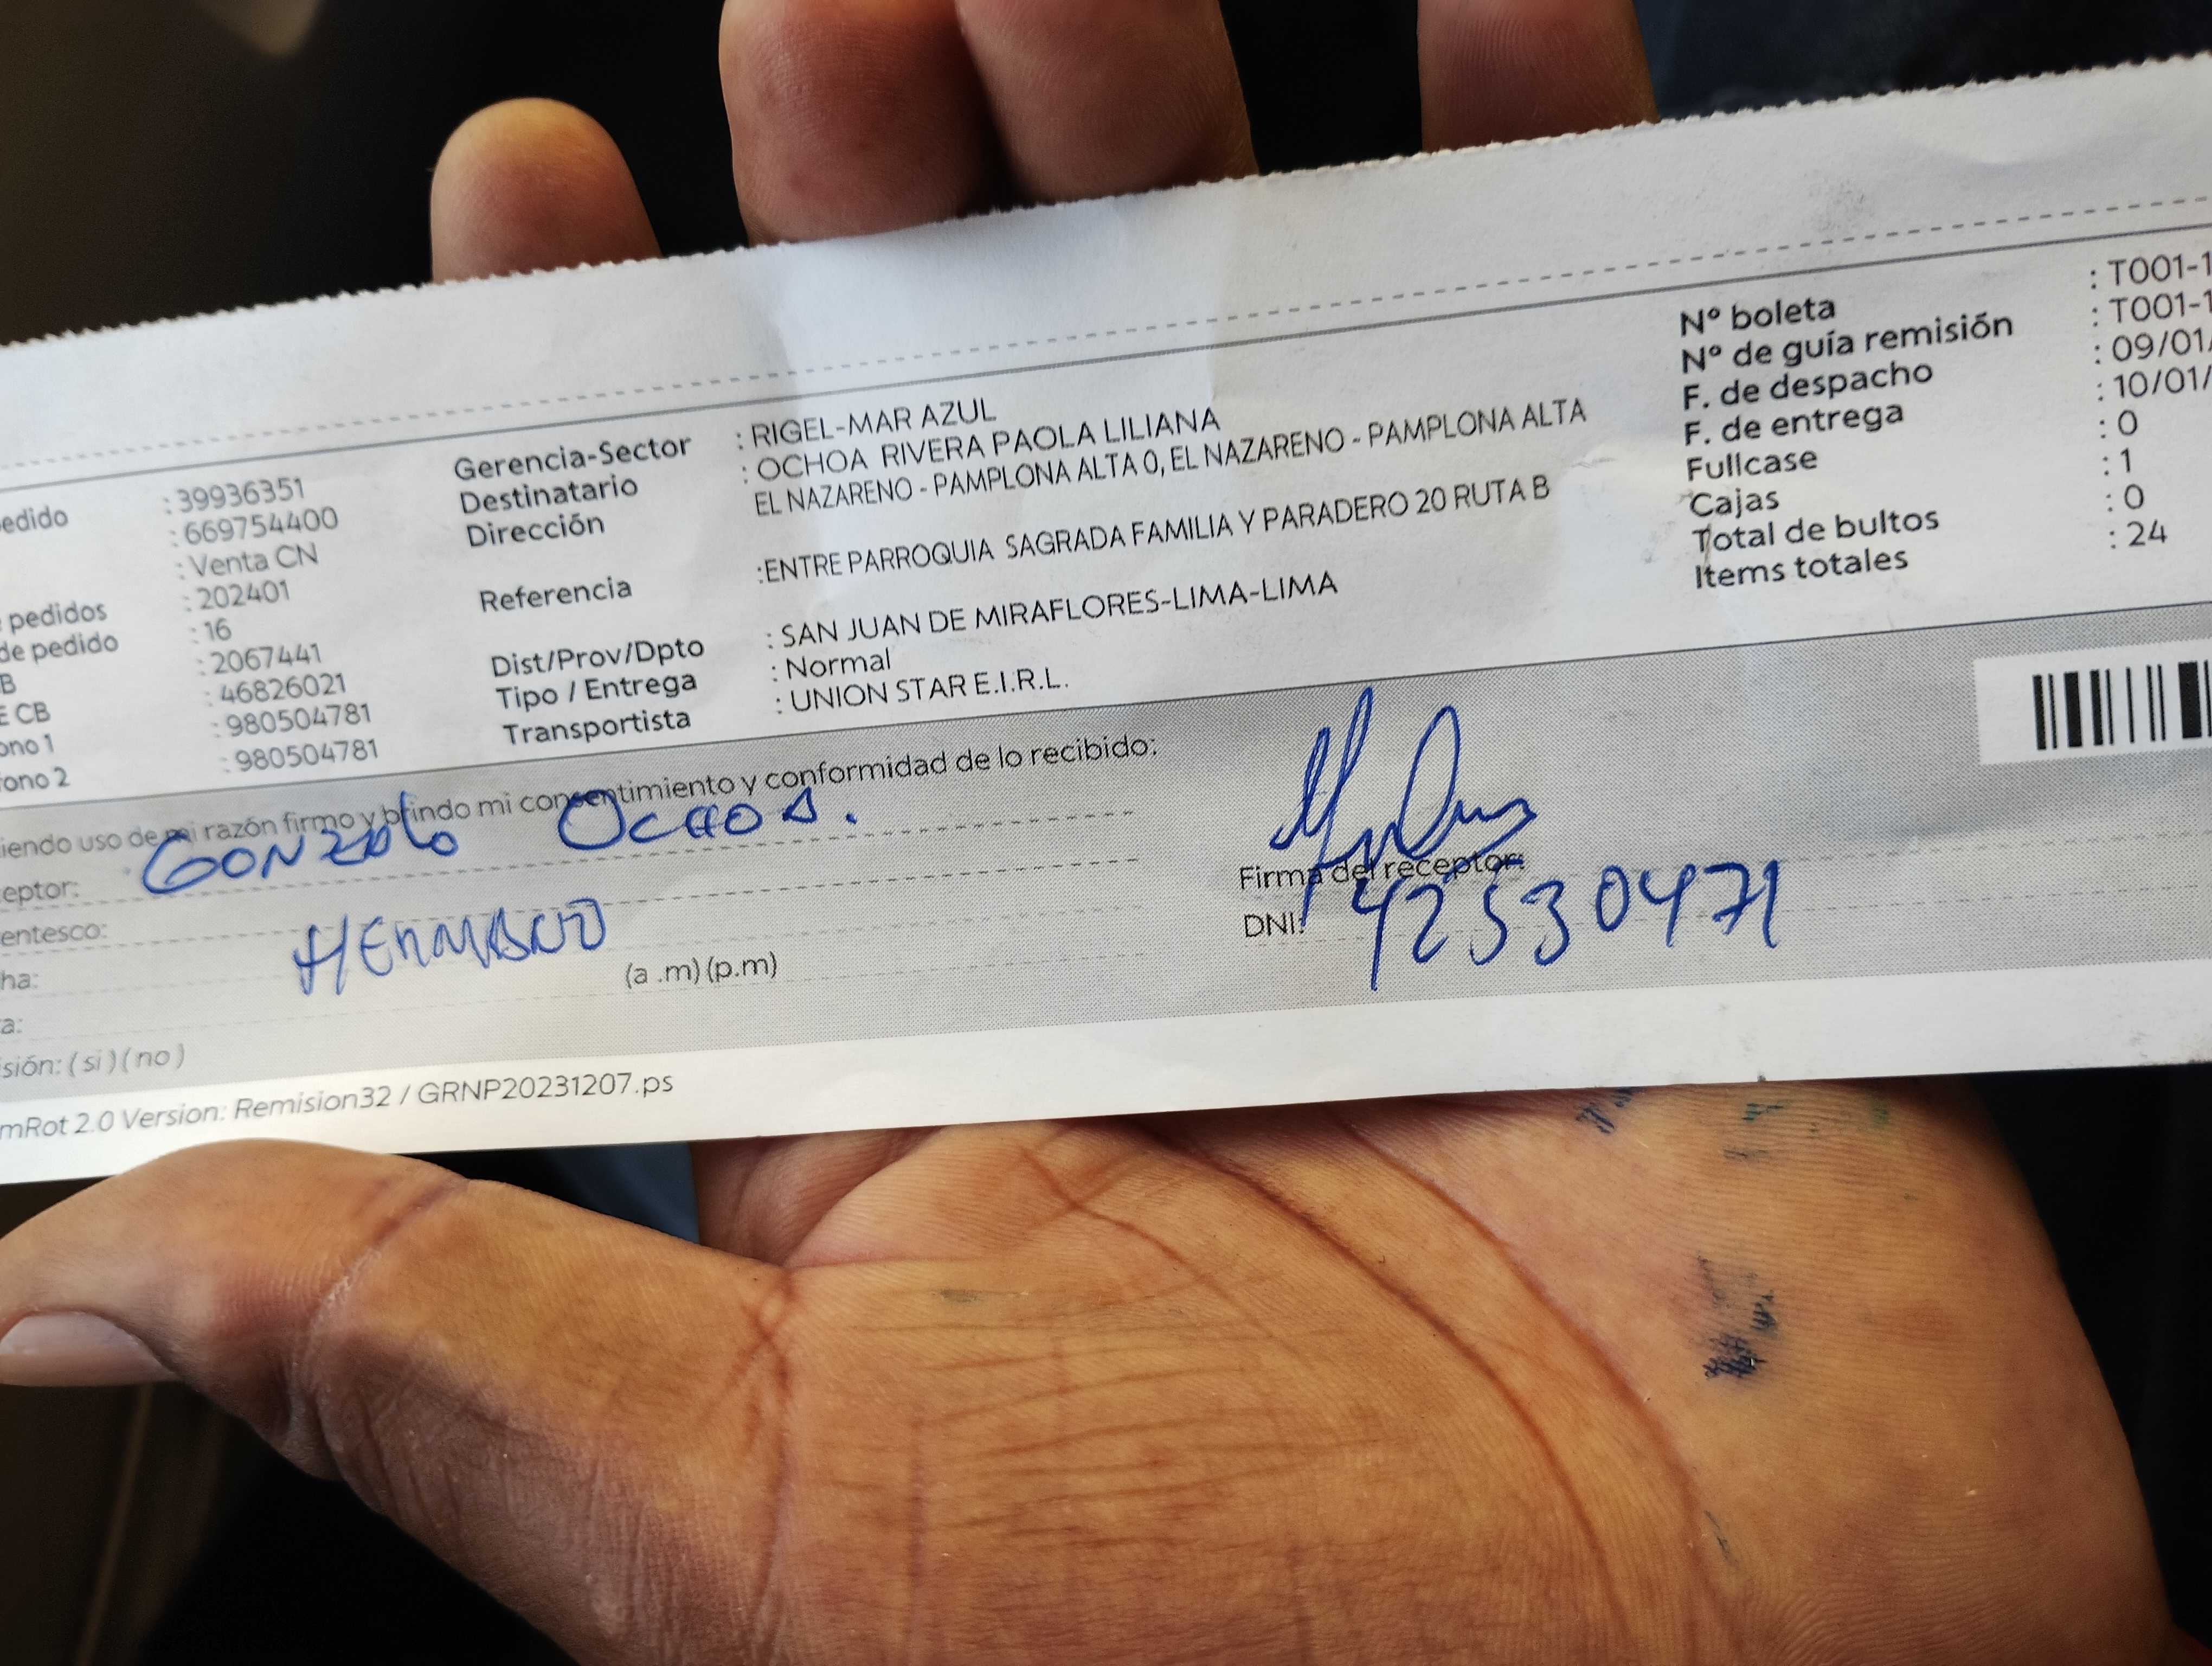 edido : 39936351
: 669754400
: Venta CN
pedidos : 202401
de pedido : 16
B : 2067441
E CB : 46826021
ono 1 : 980504781
ono 2 : 980504781
Gerencia-Sector : RIGEL-MAR AZUL
Destinatario : OCHOA RIVERA PAOLA LILIANA
Dirección EL NAZARENO - PAMPLONA ALTA 0, EL NAZARENO - PAMPLONA ALTA
Referencia :ENTRE PARROQUIA SAGRADA FAMILIA Y PARADERO 20 RUTA B
Dist/Prov/Dpto : SAN JUAN DE MIRAFLORES-LIMA-LIMA
Tipo / Entrega : Normal
Transportista : UNION STAR E.I.R.L.
Nº boleta : T001-1
Nº de guía remisión : T001-1
F. de despacho : 09/01/
F. de entrega : 10/01/
Fullcase : 0
Cajas : 1
Total de bultos : 0
Items totales : 24
iendo uso de mi razón firmo y brindo mi consentimiento y conformidad de lo recibido:
eptor: GONZALO OCHOA.
entesco: HERMANO
ha:
a: (a .m) (p.m)
sión: ( si ) ( no )
Firma del receptor:
DNI: 42530471
mRot 2.0 Version: Remision32 / GRNP20231207.ps